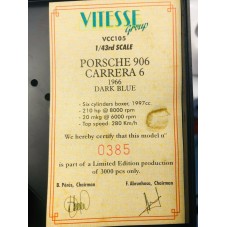 VITESSE
Group
VCC105
1/43rd SCALE
PORSCHE 906
CARRERA 6
1966
DARK BLUE
- Six cylinders boxer, 1997cc.
- 210 hp @ 8000 rpm
- 20 mkg @ 6000 rpm
- Top speed: 280 Km/h
We hereby certify that this model nº
0385
is part of a Limited Edition production
of 3000 pcs only.
Chairman
F. Abranhosa, Chairman